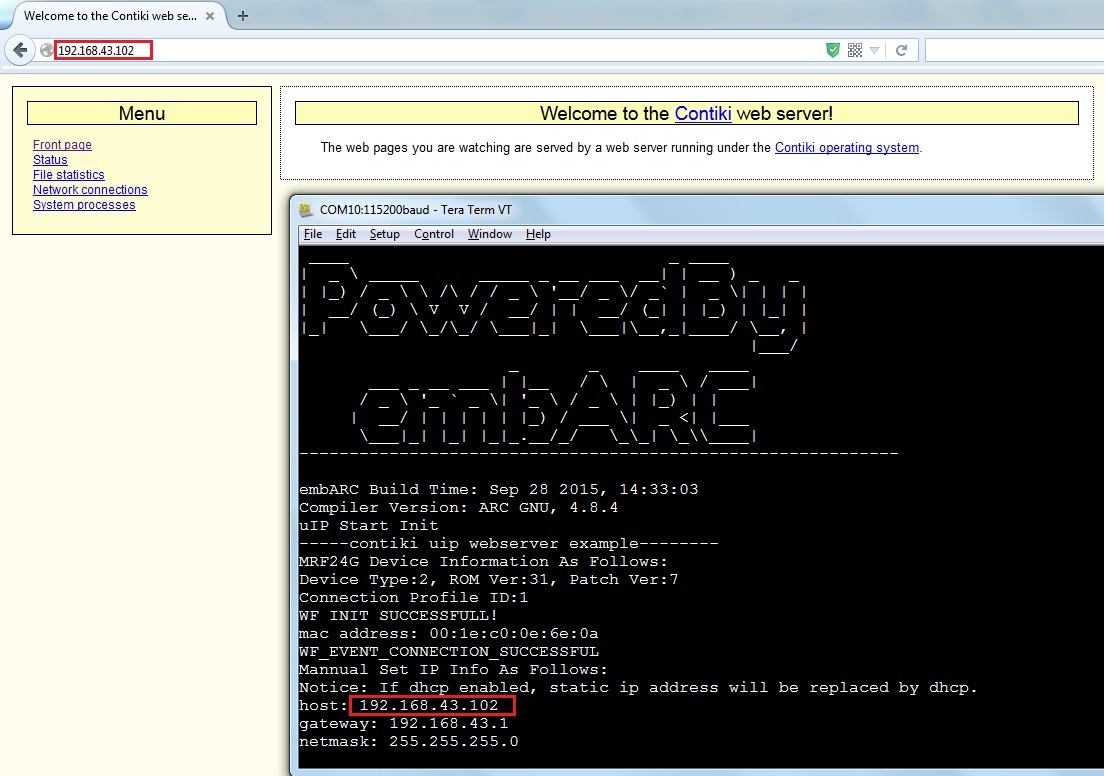 Welcome to the Contiki web se...
192.168.43.102
Menu
Front page
Status
File statistics
Network connections
System processes
Welcome to the Contiki web server!
The web pages you are watching are served by a web server running under the Contiki operating system.
COM10:115200baud - Tera Term VT
File Edit Setup Control Window Help
PoweredBy
embARC
------------------------------------------------------------
embARC Build Time: Sep 28 2015, 14:33:03
Compiler Version: ARC GNU, 4.8.4
uIP Start Init
-----contiki uip webserver example--------
MRF24G Device Information As Follows:
Device Type:2, ROM Ver:31, Patch Ver:7
Connection Profile ID:1
WF INIT SUCCESSFULL!
mac address: 00:1e:c0:0e:6e:0a
WF_EVENT_CONNECTION_SUCCESSFUL
Mannual Set IP Info As Follows:
Notice: If dhcp enabled, static ip address will be replaced by dhcp.
host: 192.168.43.102
gateway: 192.168.43.1
netmask: 255.255.255.0